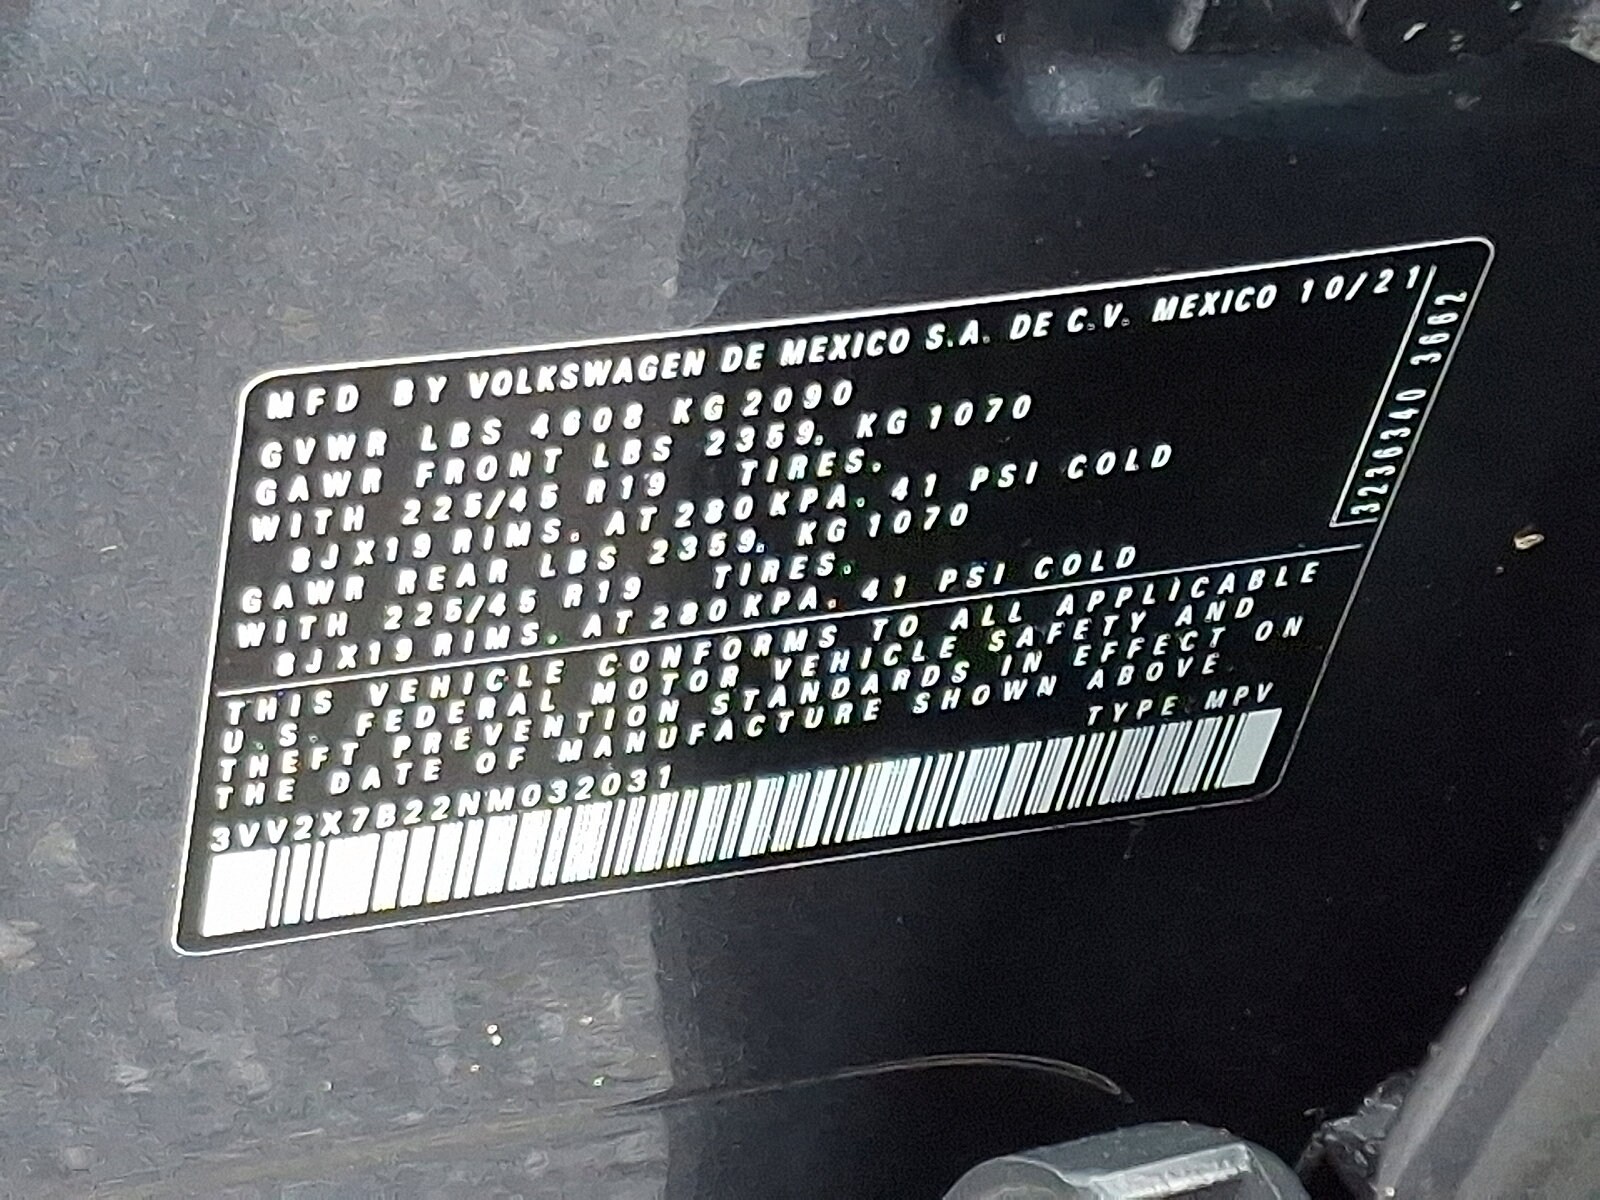 MFD BY VOLKSWAGEN DE MEXICO S.A. DE C.V. MEXICO 10/21
GVWR LBS 4608 KG 2090
GAWR FRONT LBS 2359. KG 1070
WITH 225/45 R19 TIRES.
8JX19 RIMS. AT 280 KPA. 41 PSI COLD
GAWR REAR LBS 2359. KG 1070
WITH 225/45 R19 TIRES.
8JX19 RIMS. AT 280 KPA. 41 PSI COLD
THIS VEHICLE CONFORMS TO ALL APPLICABLE
U.S. FEDERAL MOTOR VEHICLE SAFETY AND
THEFT PREVENTION STANDARDS IN EFFECT ON
THE DATE OF MANUFACTURE SHOWN ABOVE
TYPE MPV
3VV2X7B22NM032031
3236340 3662